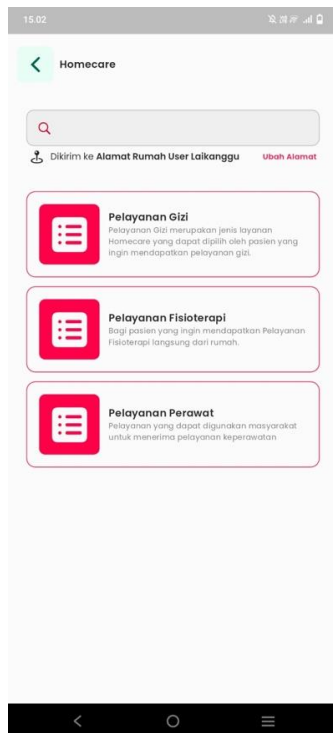 15.02
Homecare
Dikirim ke Alamat Rumah User Laikanggu Ubah Alamat
Pelayanan Gizi
Pelayanan Gizi merupakan jenis layanan
Homecare yang dapat dipilih oleh pasien yang
ingin mendapatkan pelayanan gizi.
Pelayanan Fisioterapi
Bagi pasien yang ingin mendapatkan Pelayanan
Fisioterapi langsung dari rumah.
Pelayanan Perawat
Pelayanan yang dapat digunakan masyarakat
untuk menerima pelayanan keperawatan